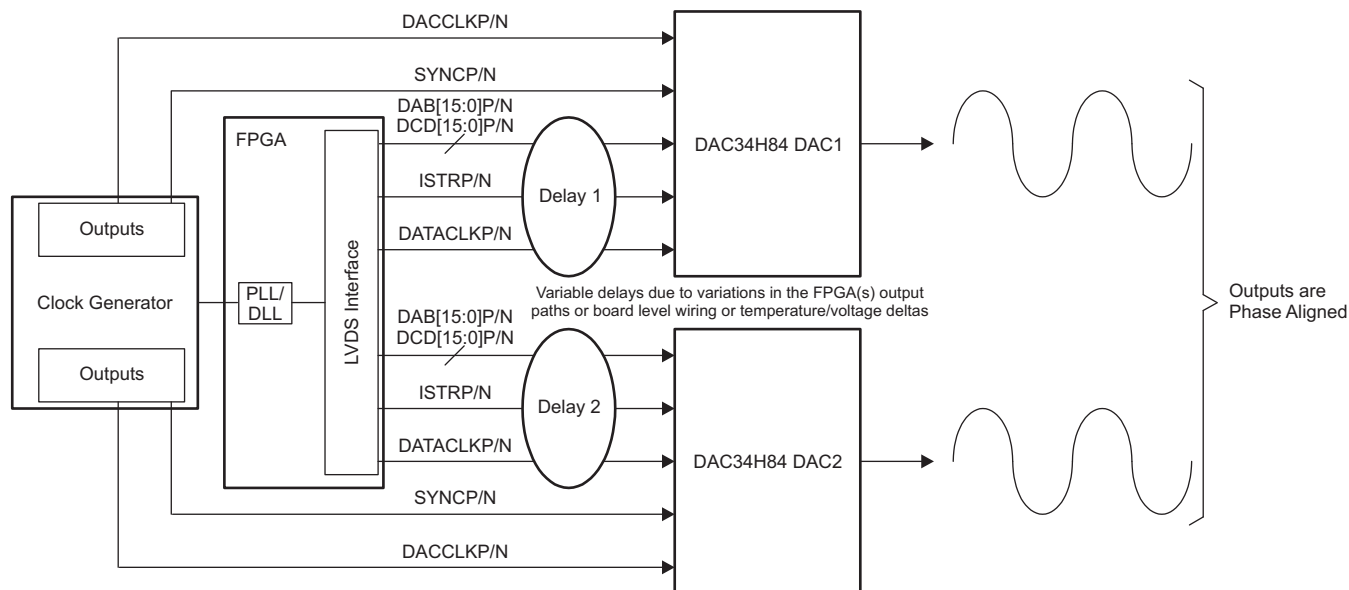 DACCLKP/N
SYNCP/N
DAB[15:0]P/N
DCD[15:0]P/N
FPGA
DAC34H84 DAC1
ISTRP/N
Delay 1
Outputs
DATACLKP/N
LVDS Interface
Clock Generator
PLL/
DLL
Variable delays due to variations in the FPGA(s) output
paths or board level wiring or temperature/voltage deltas
Outputs are
Phase Aligned
DAB[15:0]P/N
DCD[15:0]P/N
Outputs
ISTRP/N
Delay 2
DATACLKP/N
DAC34H84 DAC2
SYNCP/N
DACCLKP/N